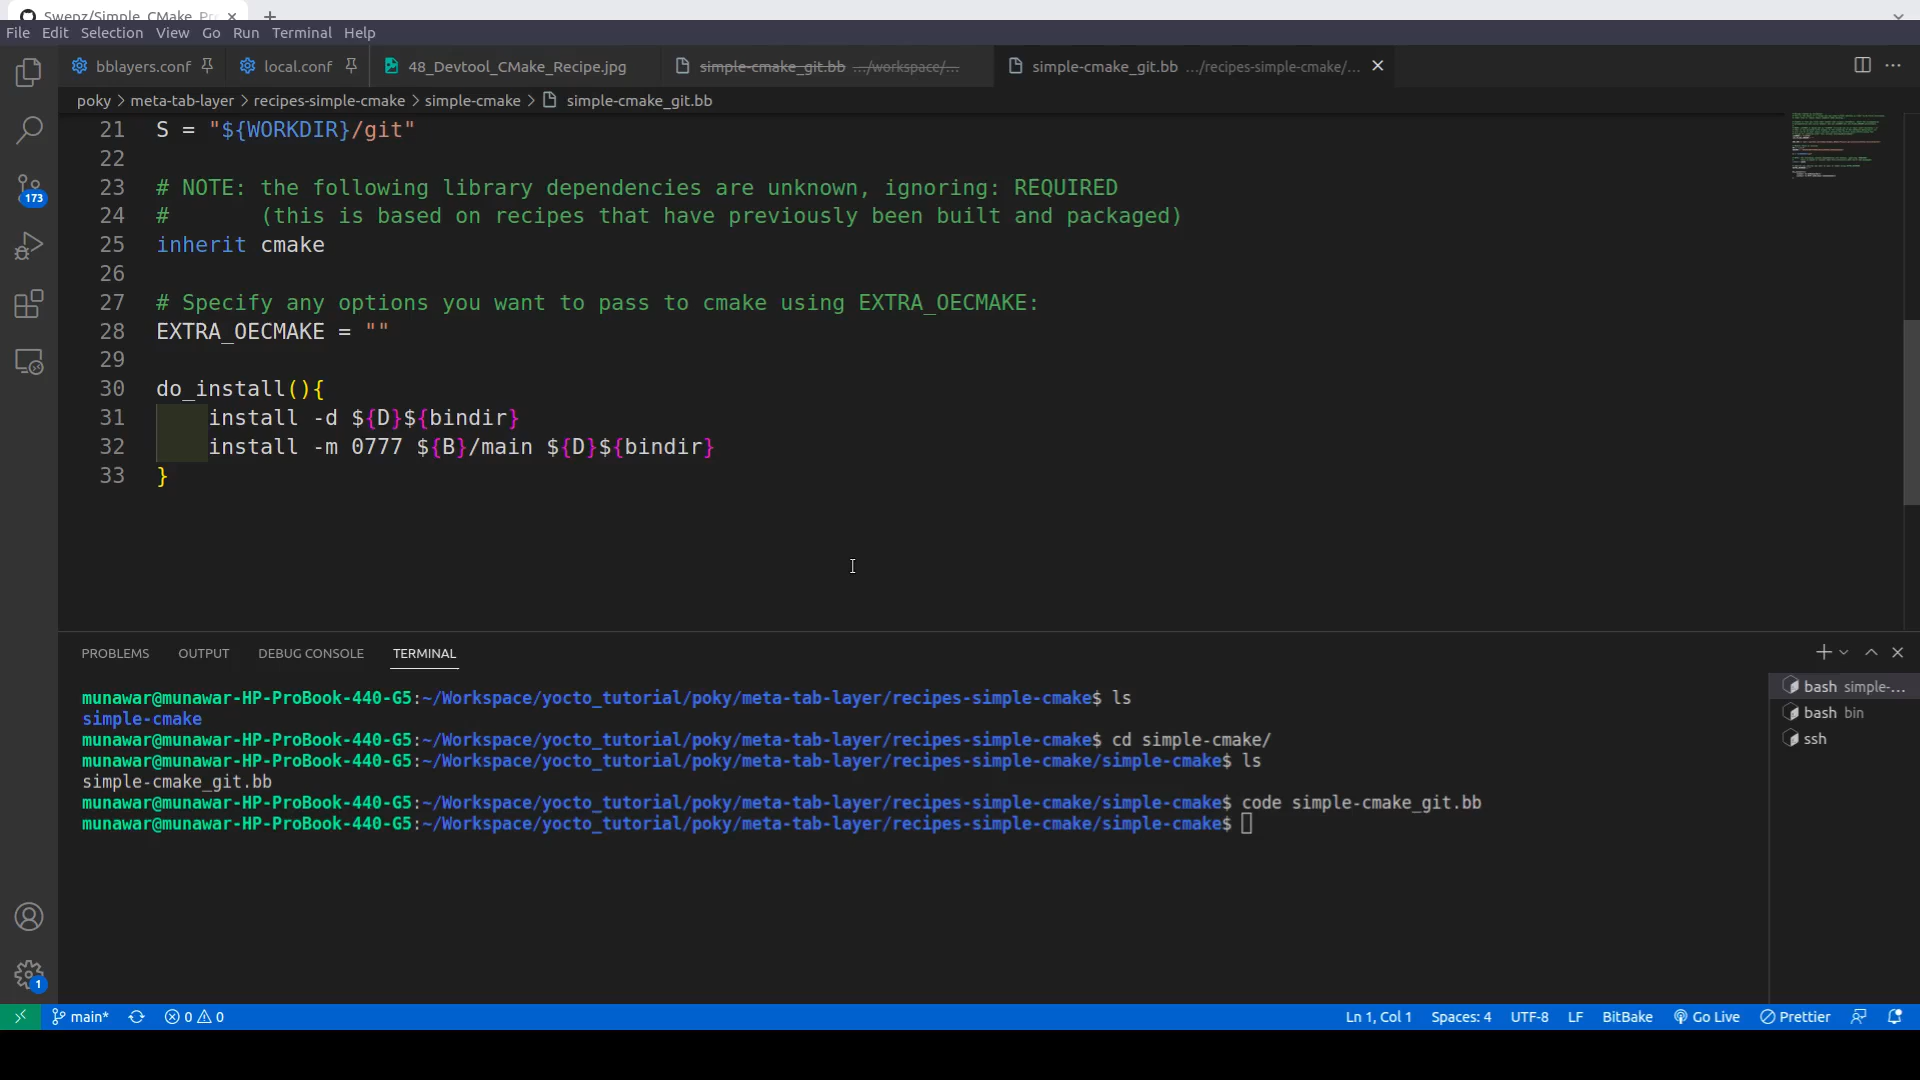 Swenz/Simple_CMake_Pr
File Edit Selection View Go Run Terminal Help
bblayers.conf local.conf 48_Devtool_CMake_Recipe.jpg simple-cmake_git.bb .../workspace/... simple-cmake_git.bb .../recipes-simple-cmake/...
poky > meta-tab-layer > recipes-simple-cmake > simple-cmake > simple-cmake_git.bb
21 S = "${WORKDIR}/git"
22
23 # NOTE: the following library dependencies are unknown, ignoring: REQUIRED
24 #       (this is based on recipes that have previously been built and packaged)
25 inherit cmake
26
27 # Specify any options you want to pass to cmake using EXTRA_OECMAKE:
28 EXTRA_OECMAKE = ""
29
30 do_install(){
31     install -d ${D}${bindir}
32     install -m 0777 ${B}/main ${D}${bindir}
33 }
173
PROBLEMS OUTPUT DEBUG CONSOLE TERMINAL
munawar@munawar-HP-ProBook-440-G5:~/Workspace/yocto_tutorial/poky/meta-tab-layer/recipes-simple-cmake$ ls
simple-cmake
munawar@munawar-HP-ProBook-440-G5:~/Workspace/yocto_tutorial/poky/meta-tab-layer/recipes-simple-cmake$ cd simple-cmake/
munawar@munawar-HP-ProBook-440-G5:~/Workspace/yocto_tutorial/poky/meta-tab-layer/recipes-simple-cmake/simple-cmake$ ls
simple-cmake_git.bb
munawar@munawar-HP-ProBook-440-G5:~/Workspace/yocto_tutorial/poky/meta-tab-layer/recipes-simple-cmake/simple-cmake$ code simple-cmake_git.bb
munawar@munawar-HP-ProBook-440-G5:~/Workspace/yocto_tutorial/poky/meta-tab-layer/recipes-simple-cmake/simple-cmake$
bash simple-...
bash bin
ssh
1
main* 0 0 Ln 1, Col 1 Spaces: 4 UTF-8 LF BitBake Go Live Prettier